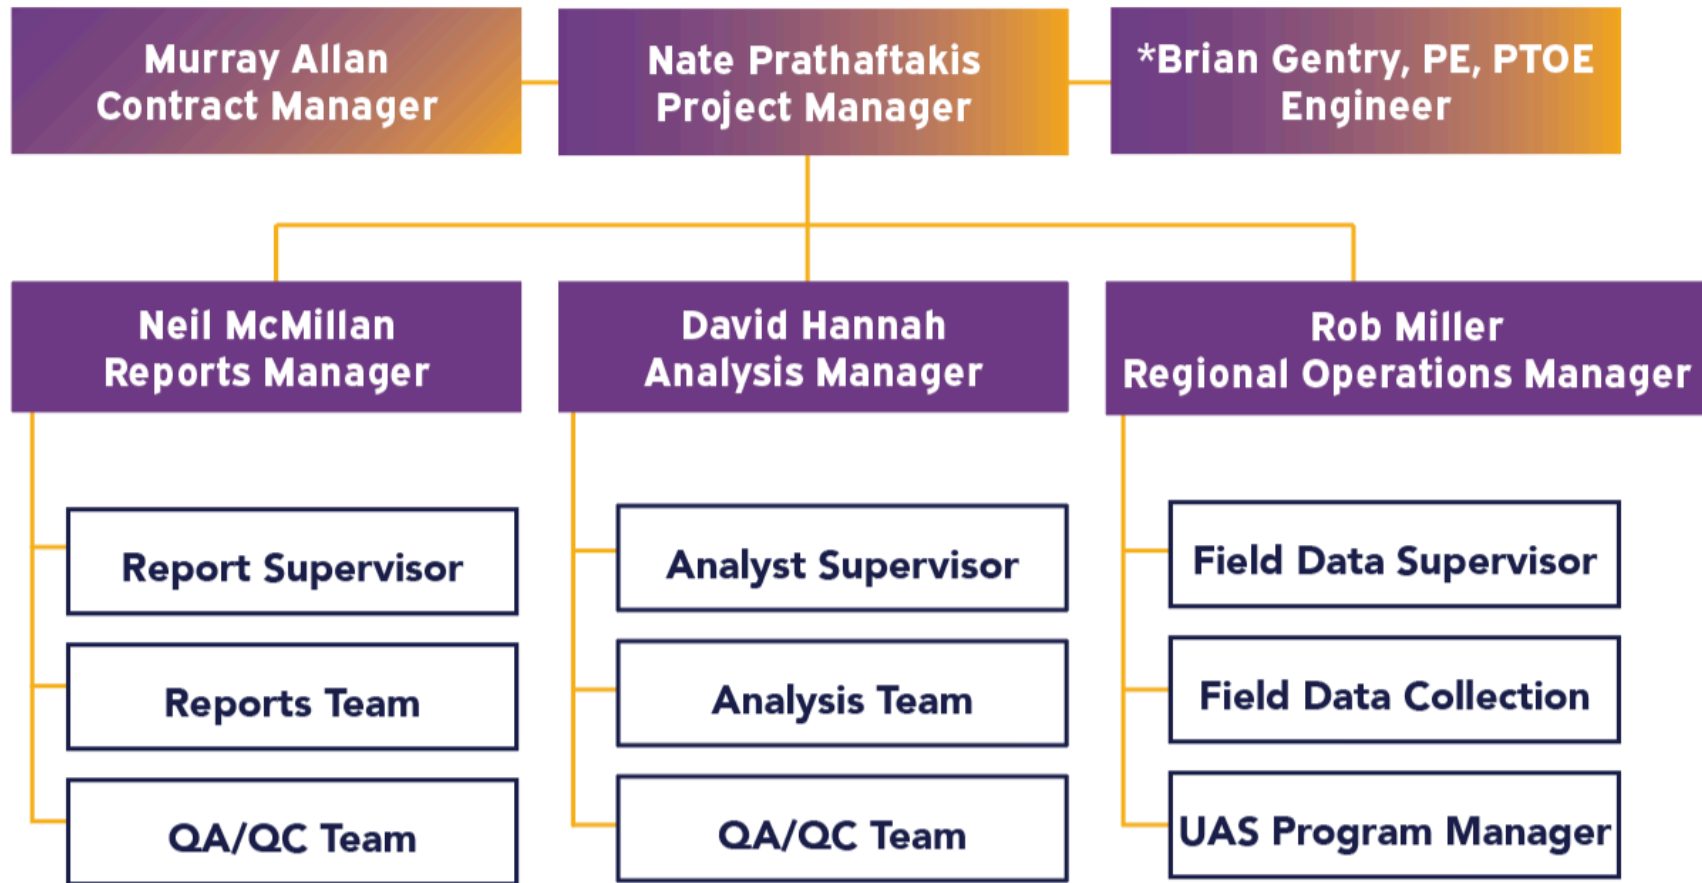 Murray Allan
Contract Manager
Nate Prathaftakis
Project Manager
*Brian Gentry, PE, PTOE
Engineer
Neil McMillan
Reports Manager
David Hannah
Analysis Manager
Rob Miller
Regional Operations Manager
Report Supervisor
Reports Team
QA/QC Team
Analyst Supervisor
Analysis Team
QA/QC Team
Field Data Supervisor
Field Data Collection
UAS Program Manager